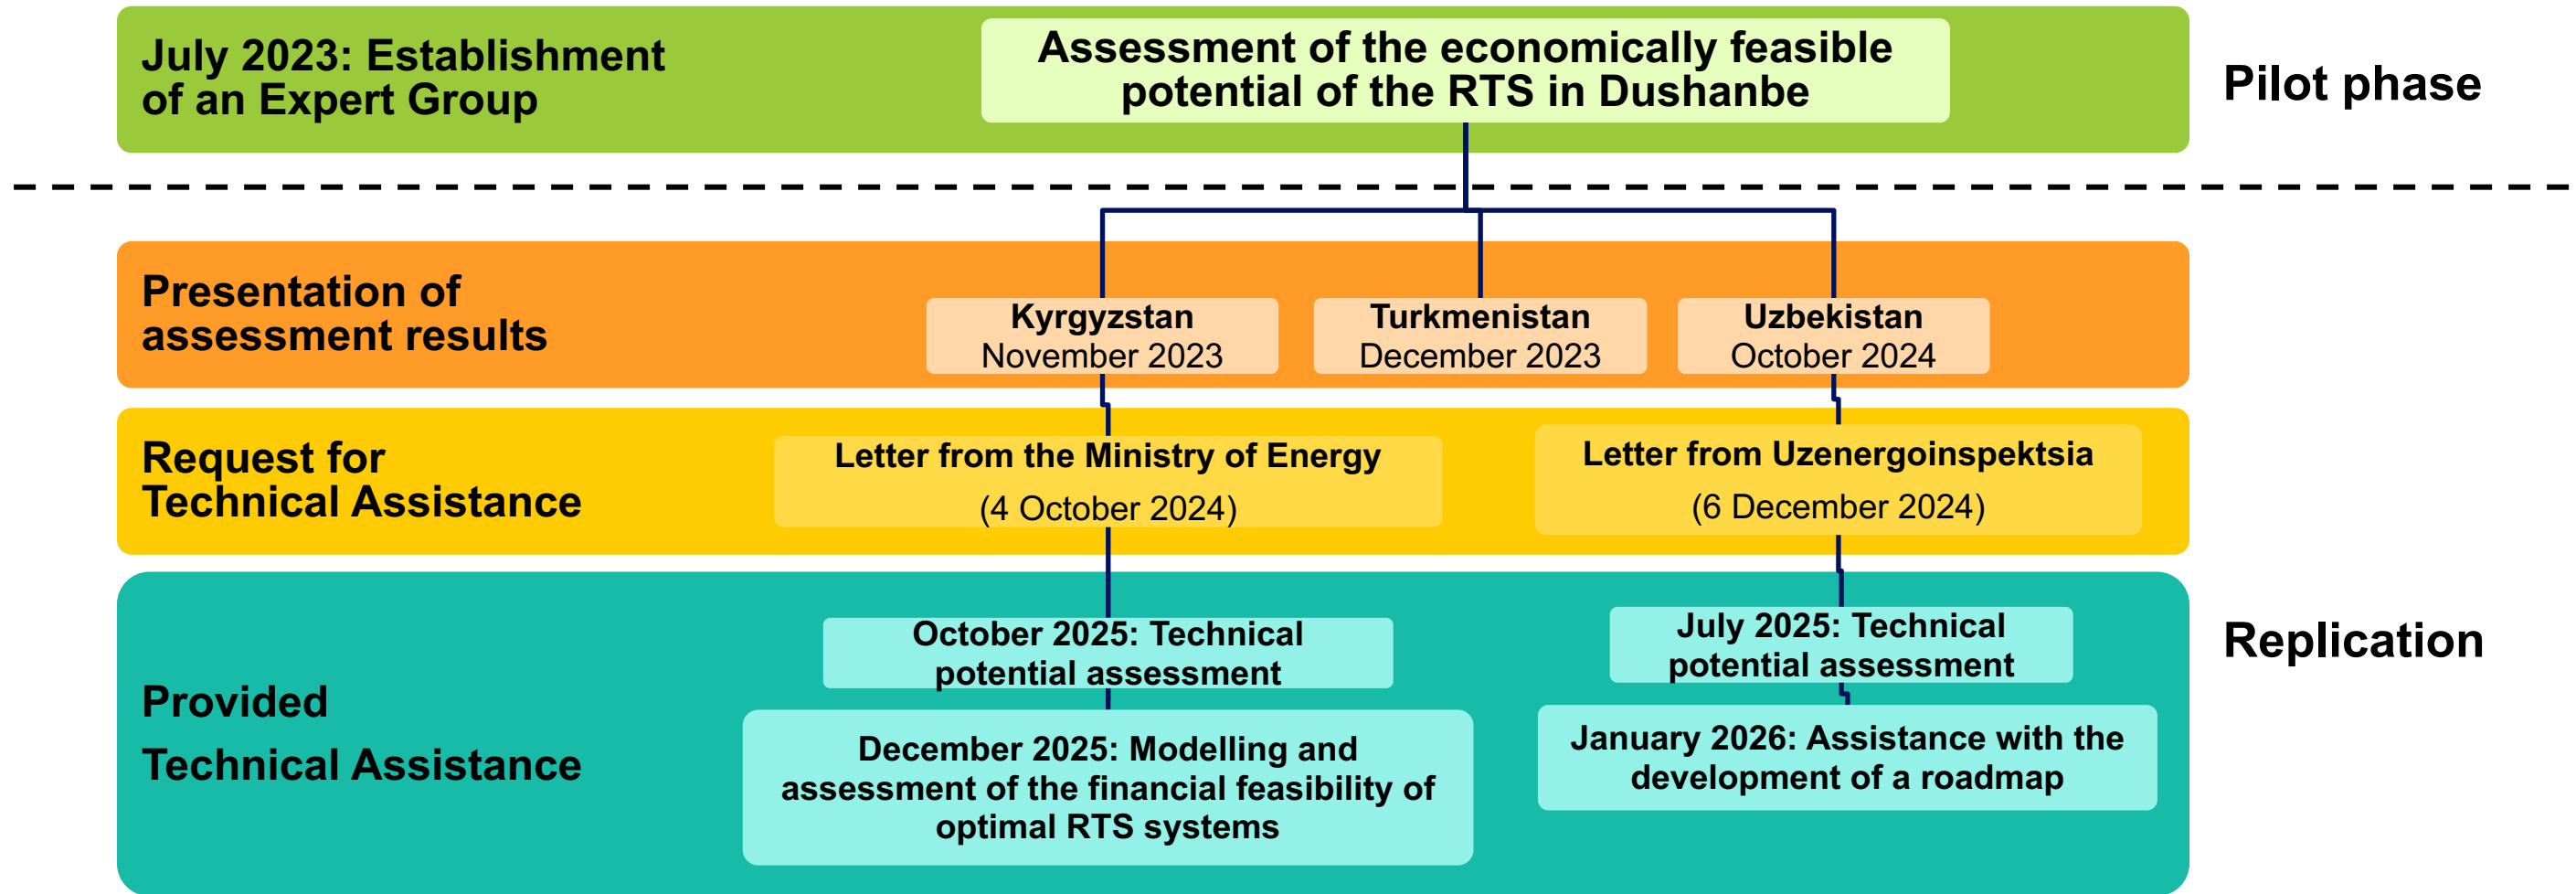 July 2023: Establishment
of an Expert Group
Assessment of the economically feasible
potential of the RTS in Dushanbe
Pilot phase
Presentation of
assessment results
Kyrgyzstan
November 2023
Turkmenistan
December 2023
Uzbekistan
October 2024
Request for
Technical Assistance
Letter from the Ministry of Energy
(4 October 2024)
Letter from Uzenergoinspektsia
(6 December 2024)
Replication
Provided
Technical Assistance
October 2025: Technical
potential assessment
July 2025: Technical
potential assessment
December 2025: Modelling and
assessment of the financial feasibility of
optimal RTS systems
January 2026: Assistance with the
development of a roadmap